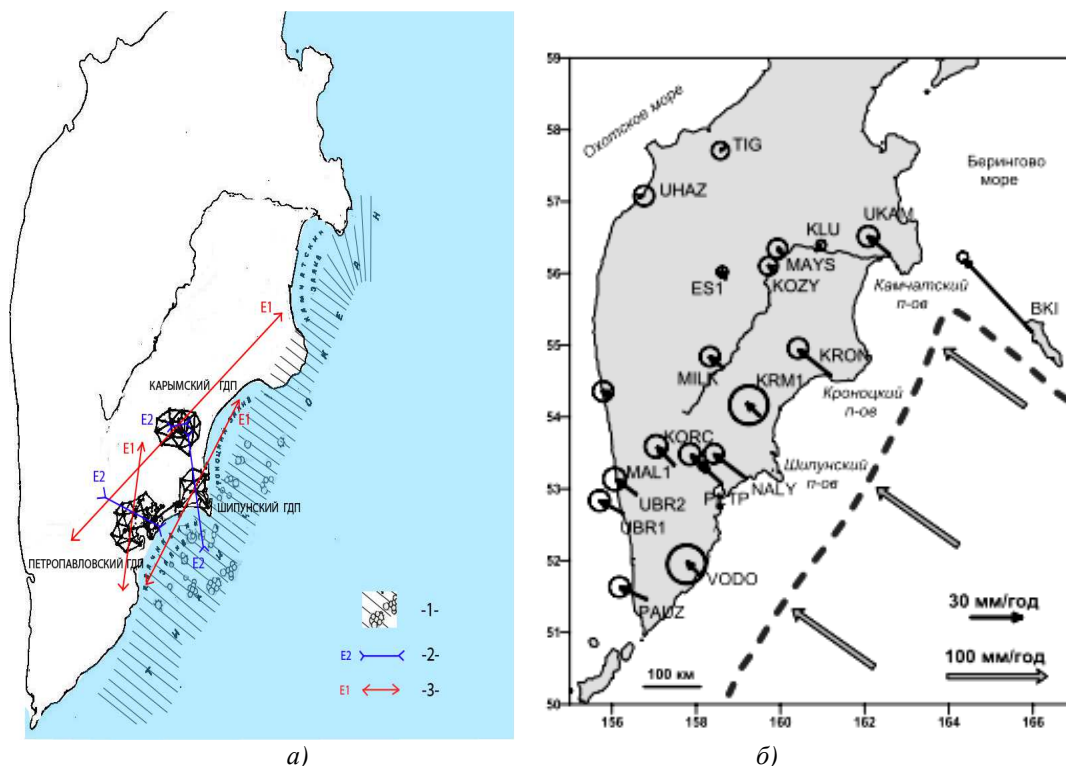 КАМЧАТСКИЙ
ЗАЛИВ
О К Е А Н
E1
КАРЫМСКИЙ ГДП
E2
E1
КРОНОЦКИЙ
E1
E2
ШИПУНСКИЙ ГДП
ПЕТРОПАВЛОВСКИЙ ГДП
E2
-1-
E2 -2-
E1 -3-
а)
59
58
57
56
55
54
53
52
51
50
156 158 160 162 164 166
Охотское море
TIG
Берингово
море
UHAZ
UKAM
KLU
MAYS
ES1
KOZY
Камчатский
п-ов
BKI
KRON
MILK
KRM1
Кроноцкий
п-ов
KORC
MAL1
Шипунский
п-ов
NALY
UBR2
UBR1
VODO
PAUZ
30 мм/год
100 мм/год
100 км
б)